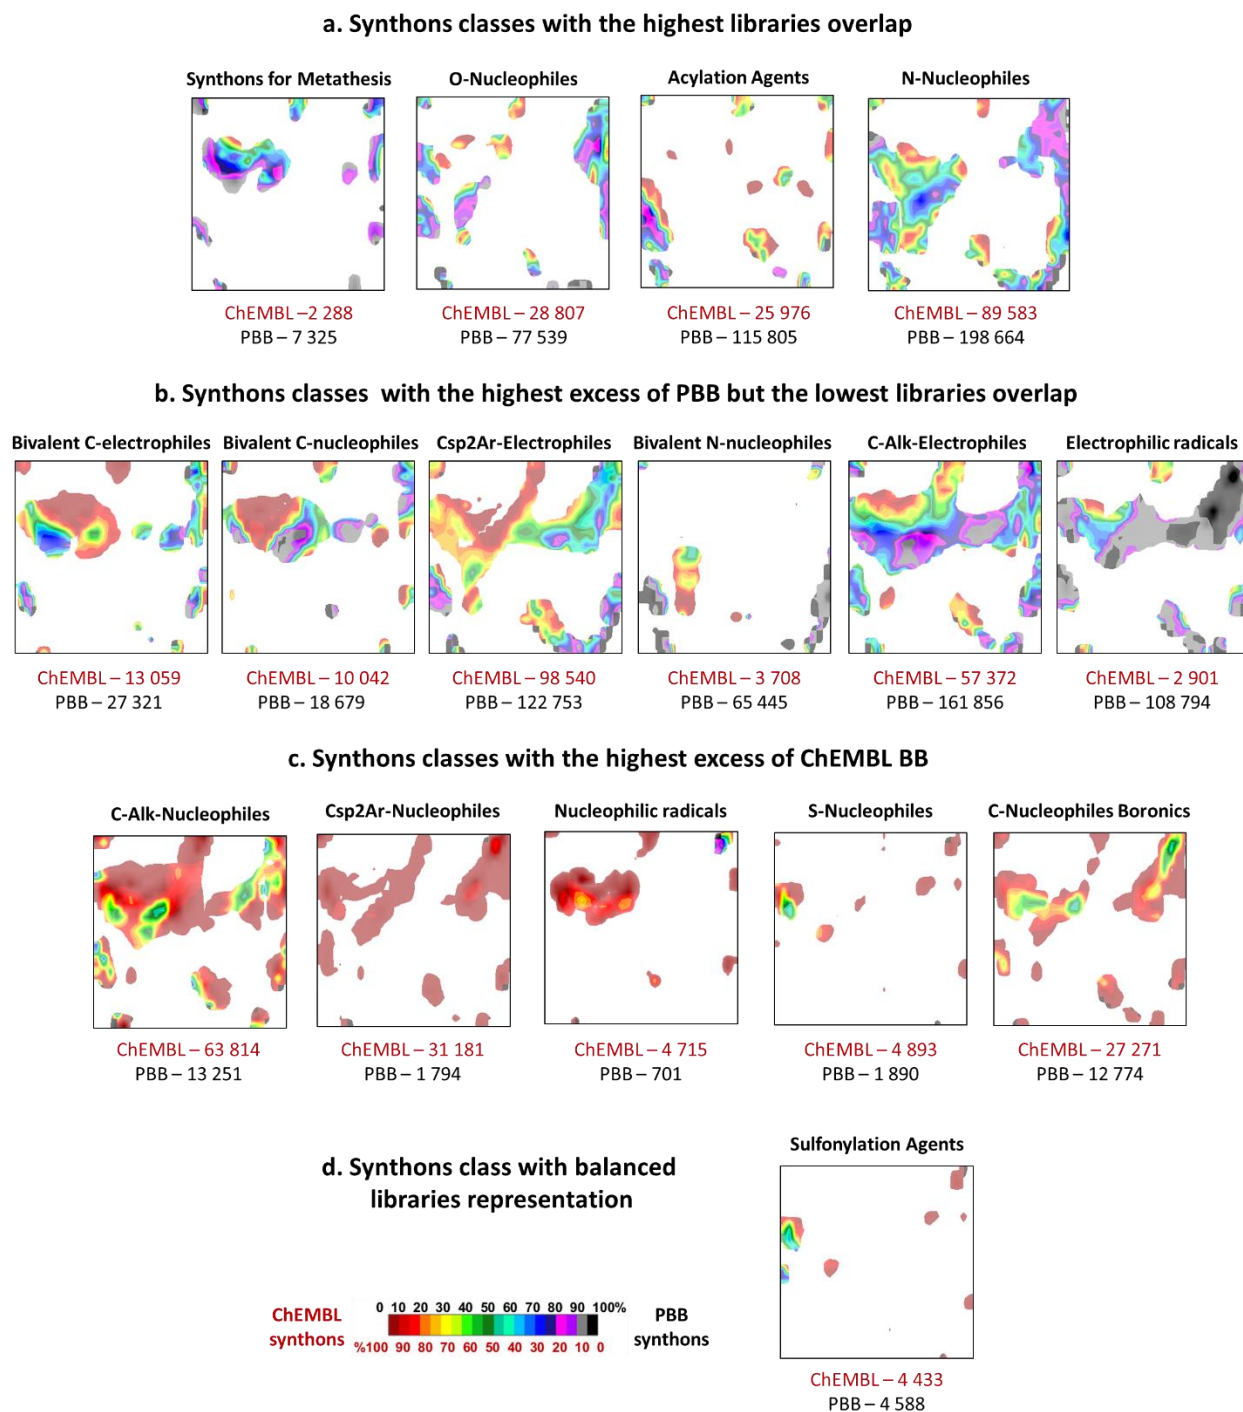 a. Synthons classes with the highest libraries overlap
Synthons for Metathesis
O-Nucleophiles
Acylation Agents
N-Nucleophiles
ChEMBL –2 288
PBB – 7 325
ChEMBL – 28 807
PBB – 77 539
ChEMBL – 25 976
PBB – 115 805
ChEMBL – 89 583
PBB – 198 664
b. Synthons classes  with the highest excess of PBB but the lowest libraries overlap
Bivalent C-electrophiles
Bivalent C-nucleophiles
Csp2Ar-Electrophiles
Bivalent N-nucleophiles
C-Alk-Electrophiles
Electrophilic radicals
ChEMBL – 13 059
PBB – 27 321
ChEMBL – 10 042
PBB – 18 679
ChEMBL – 98 540
PBB – 122 753
ChEMBL – 3 708
PBB – 65 445
ChEMBL – 57 372
PBB – 161 856
ChEMBL – 2 901
PBB – 108 794
c. Synthons classes with the highest excess of ChEMBL BB
C-Alk-Nucleophiles
Csp2Ar-Nucleophiles
Nucleophilic radicals
S-Nucleophiles
C-Nucleophiles Boronics
ChEMBL – 63 814
PBB – 13 251
ChEMBL – 31 181
PBB – 1 794
ChEMBL – 4 715
PBB – 701
ChEMBL – 4 893
PBB – 1 890
ChEMBL – 27 271
PBB – 12 774
d. Synthons class with balanced
libraries representation
Sulfonylation Agents
ChEMBL
synthons
0 10 20 30 40 50 60 70 80 90 100%
%100 90 80 70 60 50 40 30 20 10 0
PBB
synthons
ChEMBL – 4 433
PBB – 4 588